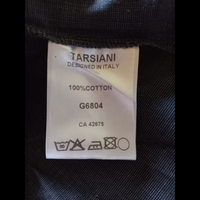 TARSIANI
DESIGNED IN ITALY
100%COTTON
G6804
CA 42675